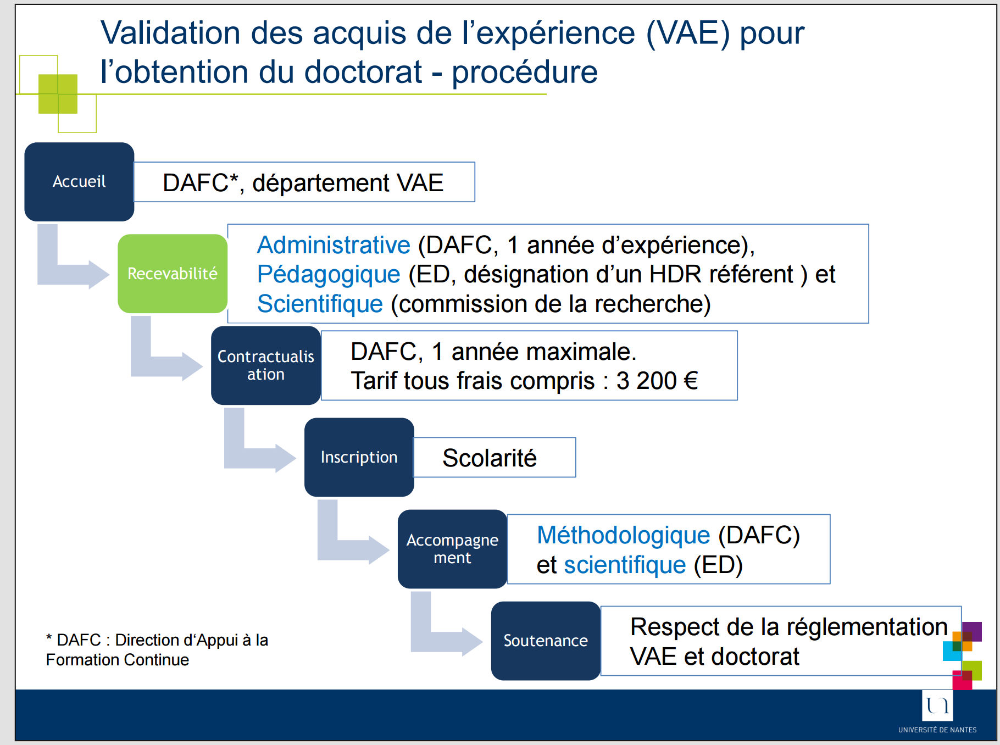 Validation des acquis de l’expérience (VAE) pour
l’obtention du doctorat - procédure
Accueil
DAFC*, département VAE
Recevabilité
Administrative (DAFC, 1 année d’expérience),
Pédagogique (ED, désignation d’un HDR référent ) et
Scientifique (commission de la recherche)
Contractualis
ation
DAFC, 1 année maximale.
Tarif tous frais compris : 3 200 €
Inscription
Scolarité
Accompagne
ment
Méthodologique (DAFC)
et scientifique (ED)
Soutenance
Respect de la réglementation
VAE et doctorat
* DAFC : Direction d‘Appui à la
Formation Continue
UNIVERSITÉ DE NANTES